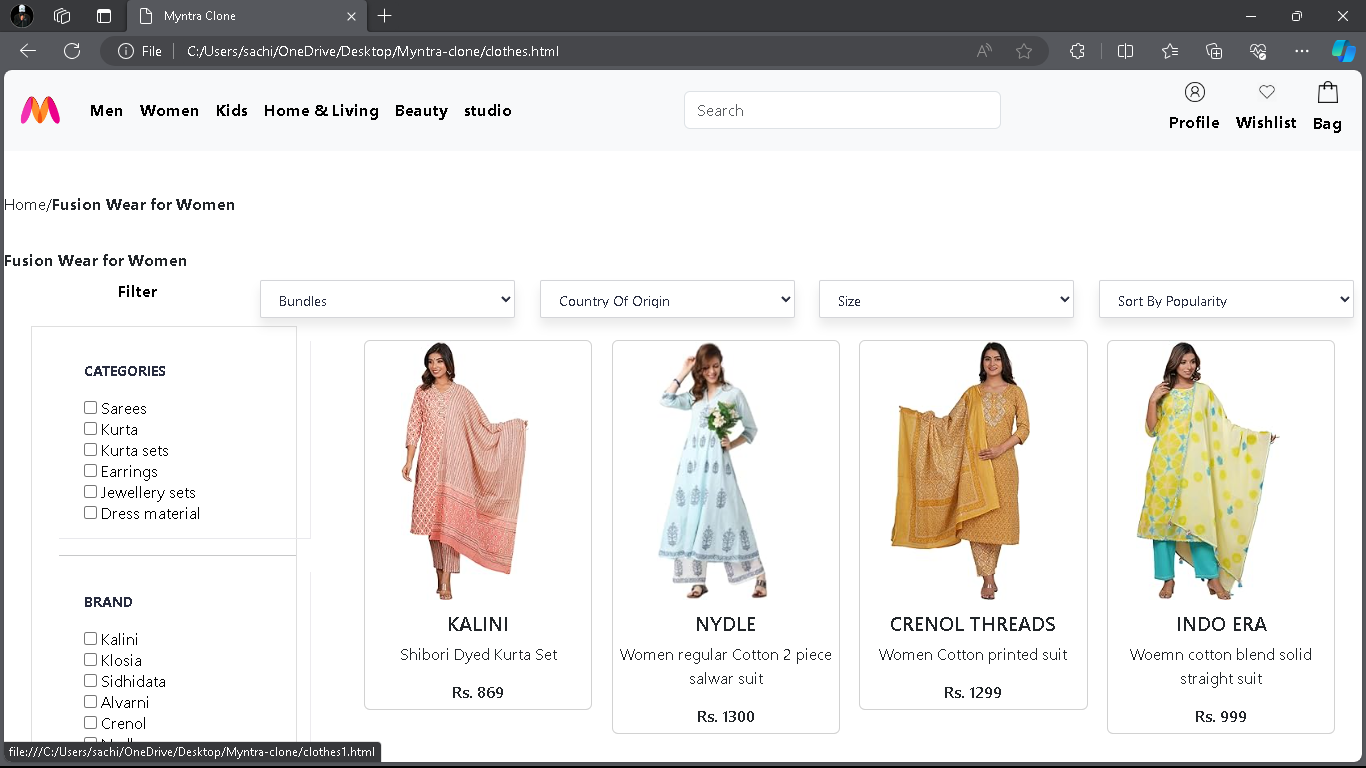 Myntra Clone
File
C:/Users/sachi/OneDrive/Desktop/Myntra-clone/clothes.html
Men Women Kids Home & Living Beauty studio
Search
Profile Wishlist Bag
Home/Fusion Wear for Women
Fusion Wear for Women
Filter
Bundles
Country Of Origin
Size
Sort By Popularity
CATEGORIES
Sarees
Kurta
Kurta sets
Earrings
Jewellery sets
Dress material
BRAND
Kalini
Klosia
Sidhidata
Alvarni
Crenol
KALINI
Shibori Dyed Kurta Set
Rs. 869
NYDLE
Women regular Cotton 2 piece
salwar suit
Rs. 1300
CRENOL THREADS
Women Cotton printed suit
Rs. 1299
INDO ERA
Woemn cotton blend solid
straight suit
Rs. 999
file:///C:/Users/sachi/OneDrive/Desktop/Myntra-clone/clothes1.html